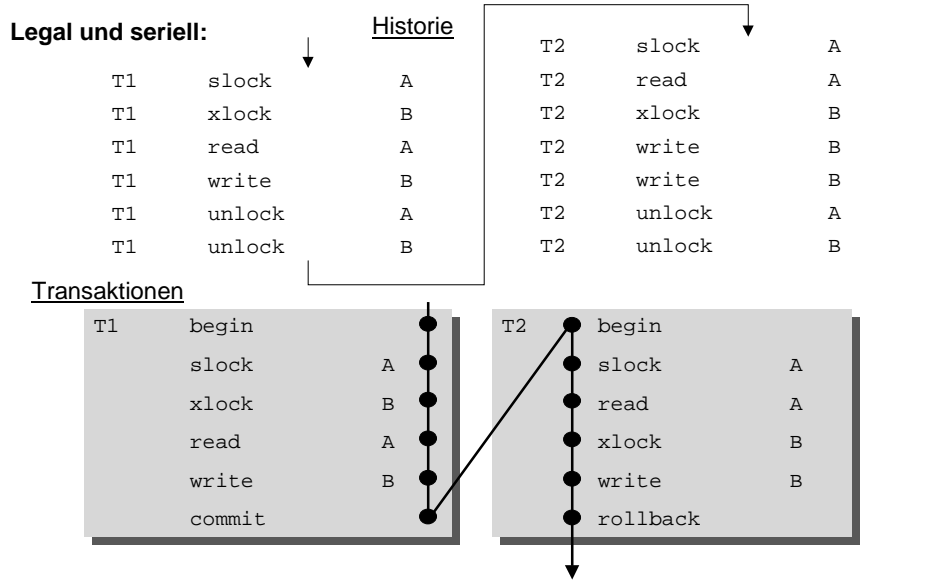 Legal und seriell:
Historie
T1 slock A
T1 xlock B
T1 read A
T1 write B
T1 unlock A
T1 unlock B
T2 slock A
T2 read A
T2 xlock B
T2 write B
T2 write B
T2 unlock A
T2 unlock B
Transaktionen
T1 begin
slock A
xlock B
read A
write B
commit
T2 begin
slock A
read A
xlock B
write B
rollback